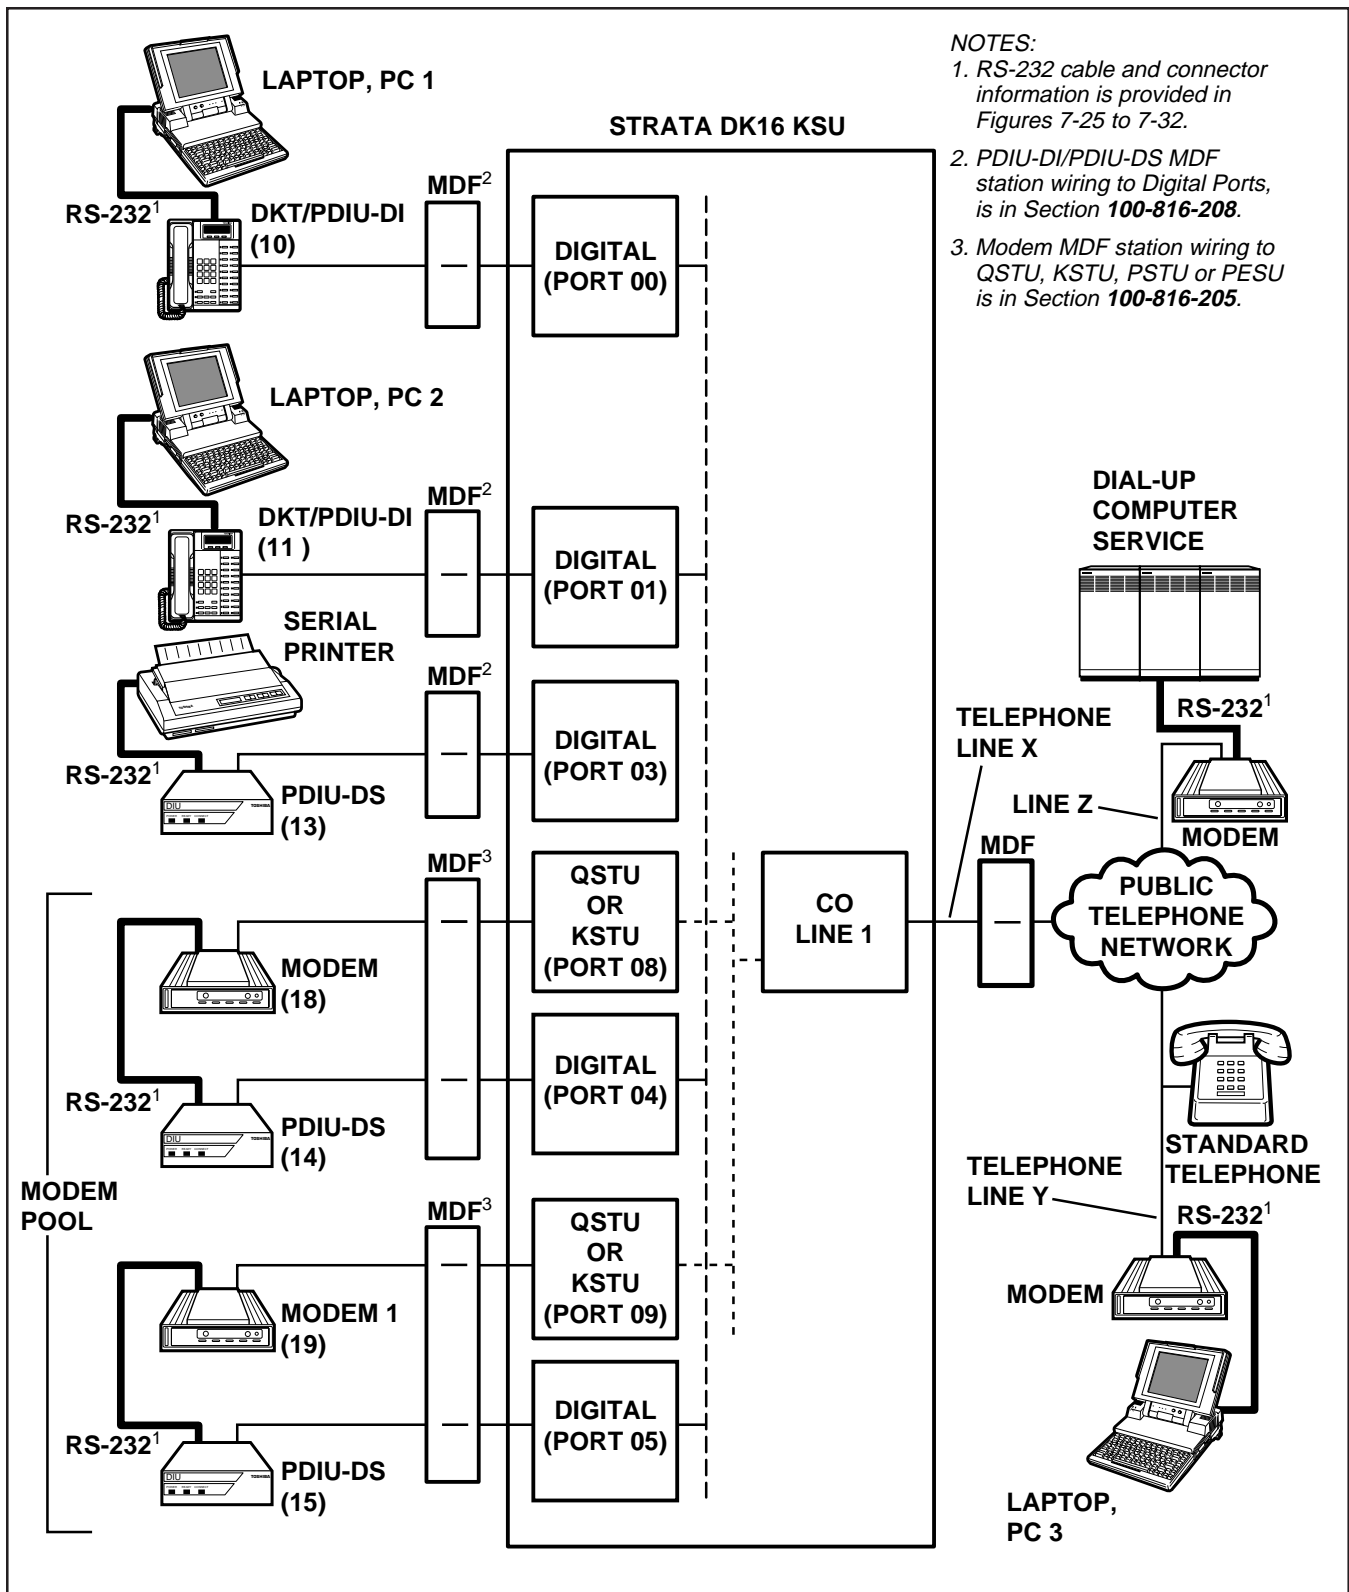 NOTES:
1. RS-232 cable and connector
information is provided in
Figures 7-25 to 7-32.
2. PDIU-DI/PDIU-DS MDF
station wiring to Digital Ports,
is in Section 100-816-208.
3. Modem MDF station wiring to
QSTU, KSTU, PSTU or PESU
is in Section 100-816-205.
LAPTOP, PC 1
STRATA DK16 KSU
RS-232¹
DKT/PDIU-DI
(10)
MDF²
DIGITAL
(PORT 00)
LAPTOP, PC 2
RS-232¹
DKT/PDIU-DI
(11 )
MDF²
DIGITAL
(PORT 01)
SERIAL
PRINTER
RS-232¹
DIU
TOSHIBA
PDIU-DS
(13)
MDF²
DIGITAL
(PORT 03)
MODEM
POOL
MODEM
(18)
MDF³
QSTU
OR
KSTU
(PORT 08)
RS-232¹
DIU
TOSHIBA
PDIU-DS
(14)
DIGITAL
(PORT 04)
MODEM 1
(19)
MDF³
QSTU
OR
KSTU
(PORT 09)
RS-232¹
DIU
TOSHIBA
PDIU-DS
(15)
DIGITAL
(PORT 05)
CO
LINE 1
TELEPHONE
LINE X
MDF
DIAL-UP
COMPUTER
SERVICE
RS-232¹
LINE Z
MODEM
PUBLIC
TELEPHONE
NETWORK
STANDARD
TELEPHONE
TELEPHONE
LINE Y
RS-232¹
MODEM
LAPTOP,
PC 3